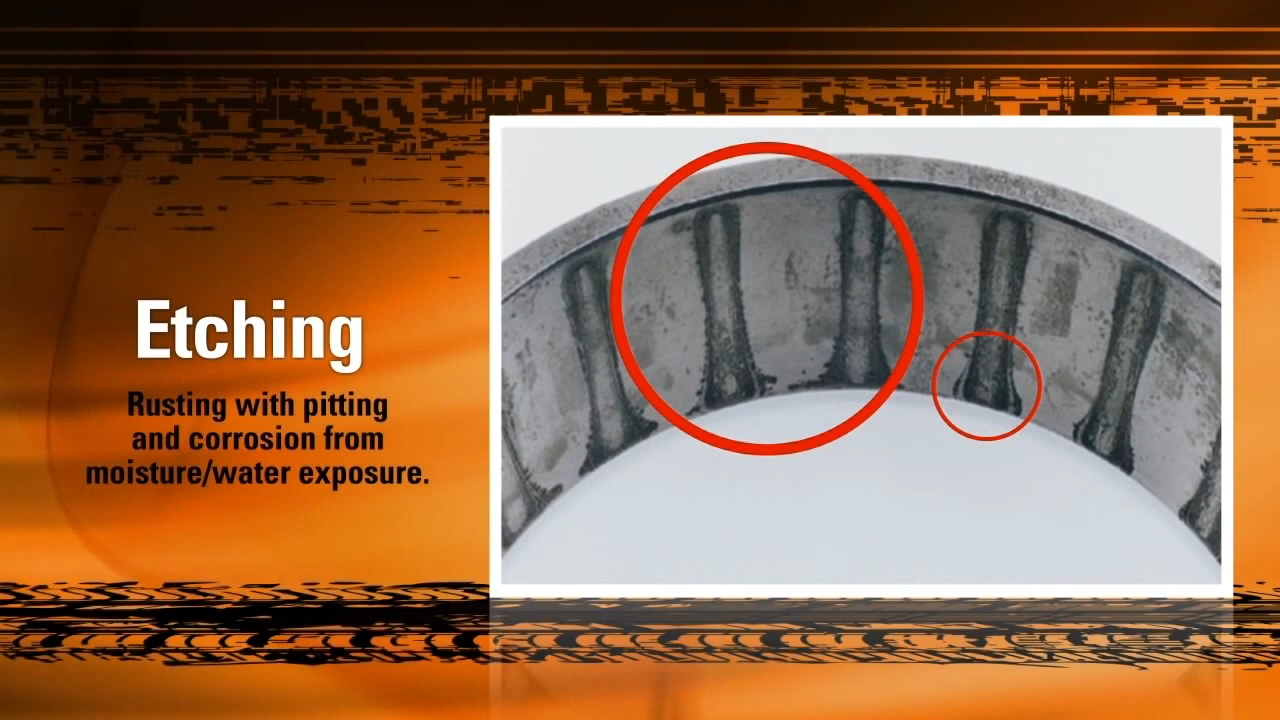 Etching
Rusting with pitting
and corrosion from
moisture/water exposure.